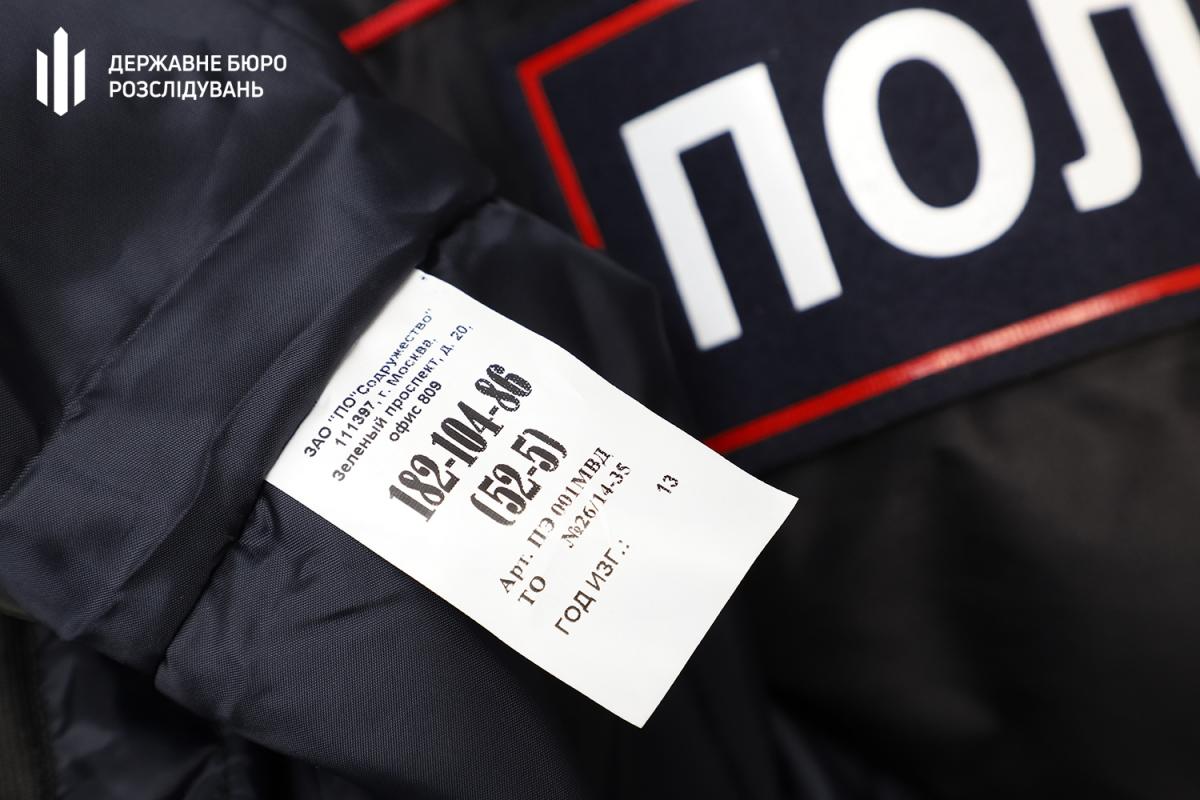 ДЕРЖАВНЕ БЮРО
РОЗСЛІДУВАНЬ
ПОЛ
ЗАО "ПО"Содружество"
111397, г. Москва,
Зеленый проспект, д. 20,
офис 809
182-104-86
(52-5)
Арт. ПЭ 001МВД
ТО №26/14-35
ГОД ИЗГ.: 13